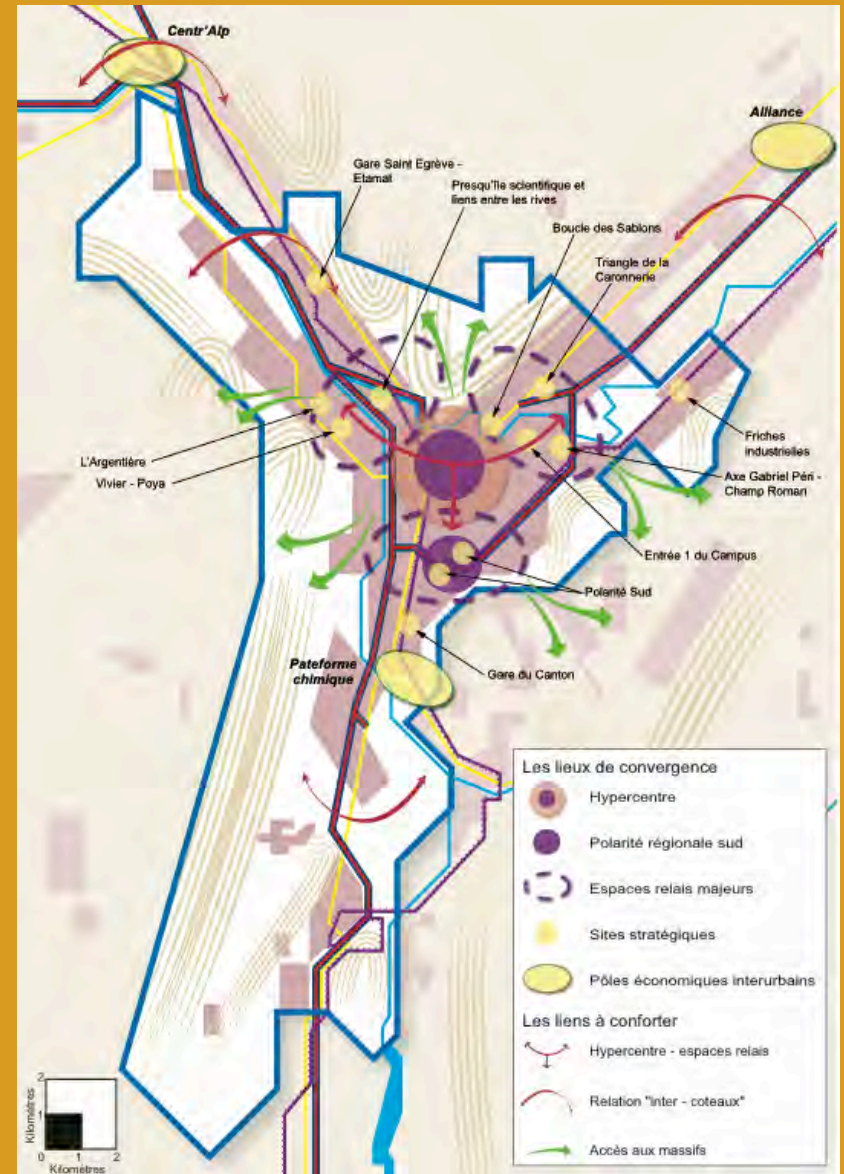 Centr'Alp
Alliance
Gare Saint Egrève -
Etamat
Presqu'île scientifique et
liens entre les rives
Boucle des Sablons
Triangle de la
Caronnerie
L'Argentière
Vivier - Poya
Friches
industrielles
Axe Gabriel Péri -
Champ Roman
Entrée 1 du Campus
Polarité Sud
Gare du Canton
Pateforme
chimique
Les lieux de convergence
Hypercentre
Polarité régionale sud
Espaces relais majeurs
Sites stratégiques
Pôles économiques interurbains
Les liens à conforter
Hypercentre - espaces relais
Relation "Inter - coteaux"
Accès aux massifs
2
1
0 1 2
Kilomètres
Kilomètres